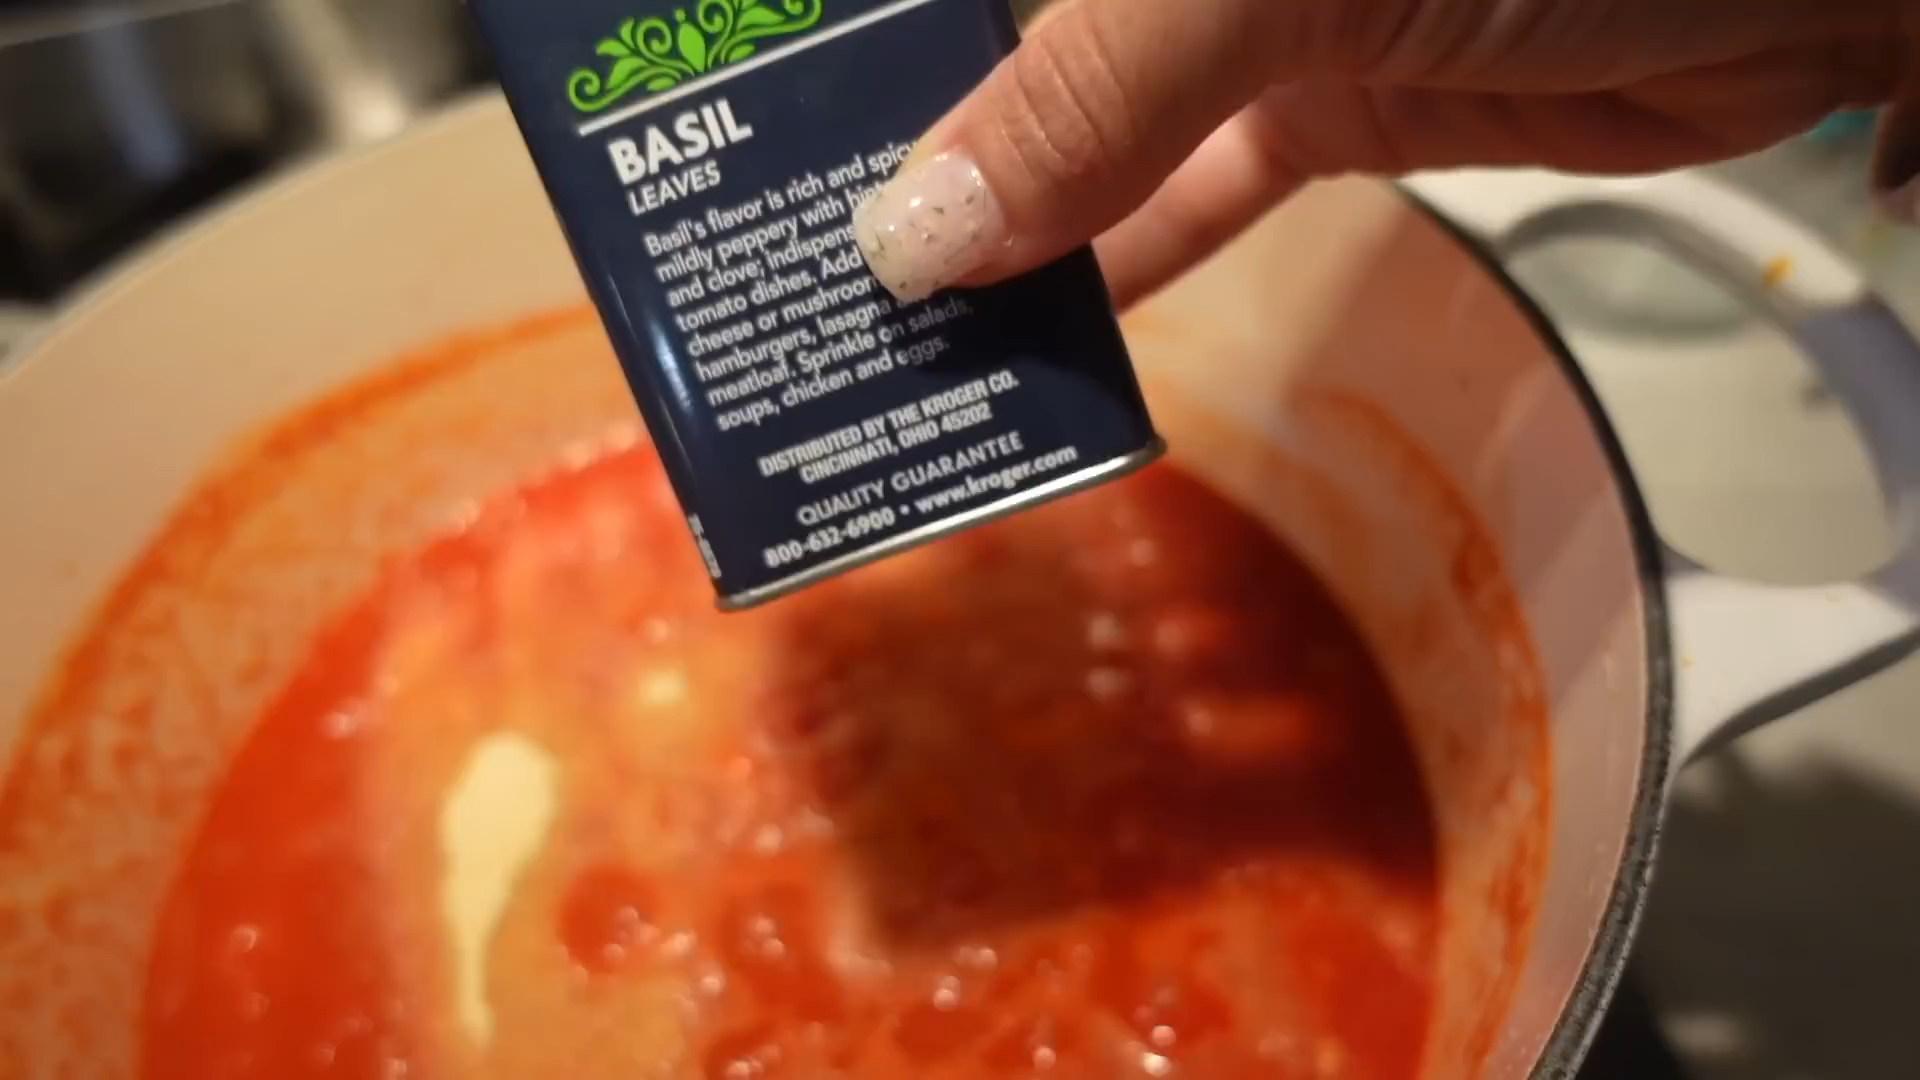 BASIL
LEAVES
Basil's flavor is rich and spicy
mildly peppery with
and clove; indispens
tomato dishes. Add
cheese or mushroom
hamburgers, lasagna
meatloaf. Sprinkle on salads,
soups, chicken and eggs.
DISTRIBUTED BY THE KROGER CO.
CINCINNATI, OHIO 45202
QUALITY GUARANTEE
800-632-6900 • www.kroger.com